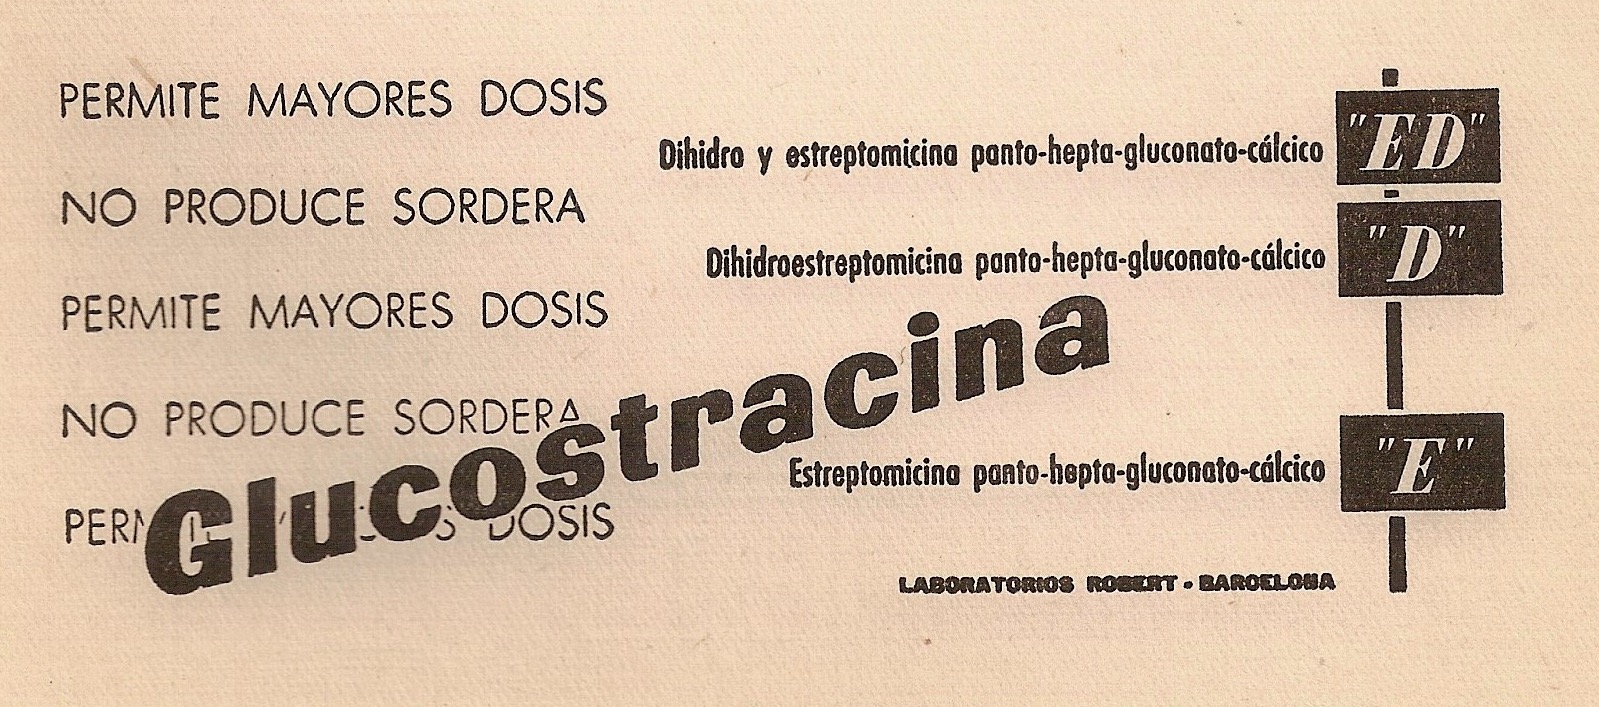 PERMITE MAYORES DOSIS
NO PRODUCE SORDERA
PERMITE MAYORES DOSIS
NO PRODUCE SORDERA
DOSIS
Glucostracina
Dihidro y estreptomicina panto-hepta-gluconato-cálcico "ED"
Dihidroestreptomicina panto-hepta-gluconato-cálcico "D"
Estreptomicina panto-hepta-gluconato-cálcico "E"
LABORATORIOS ROBERT - BARCELONA